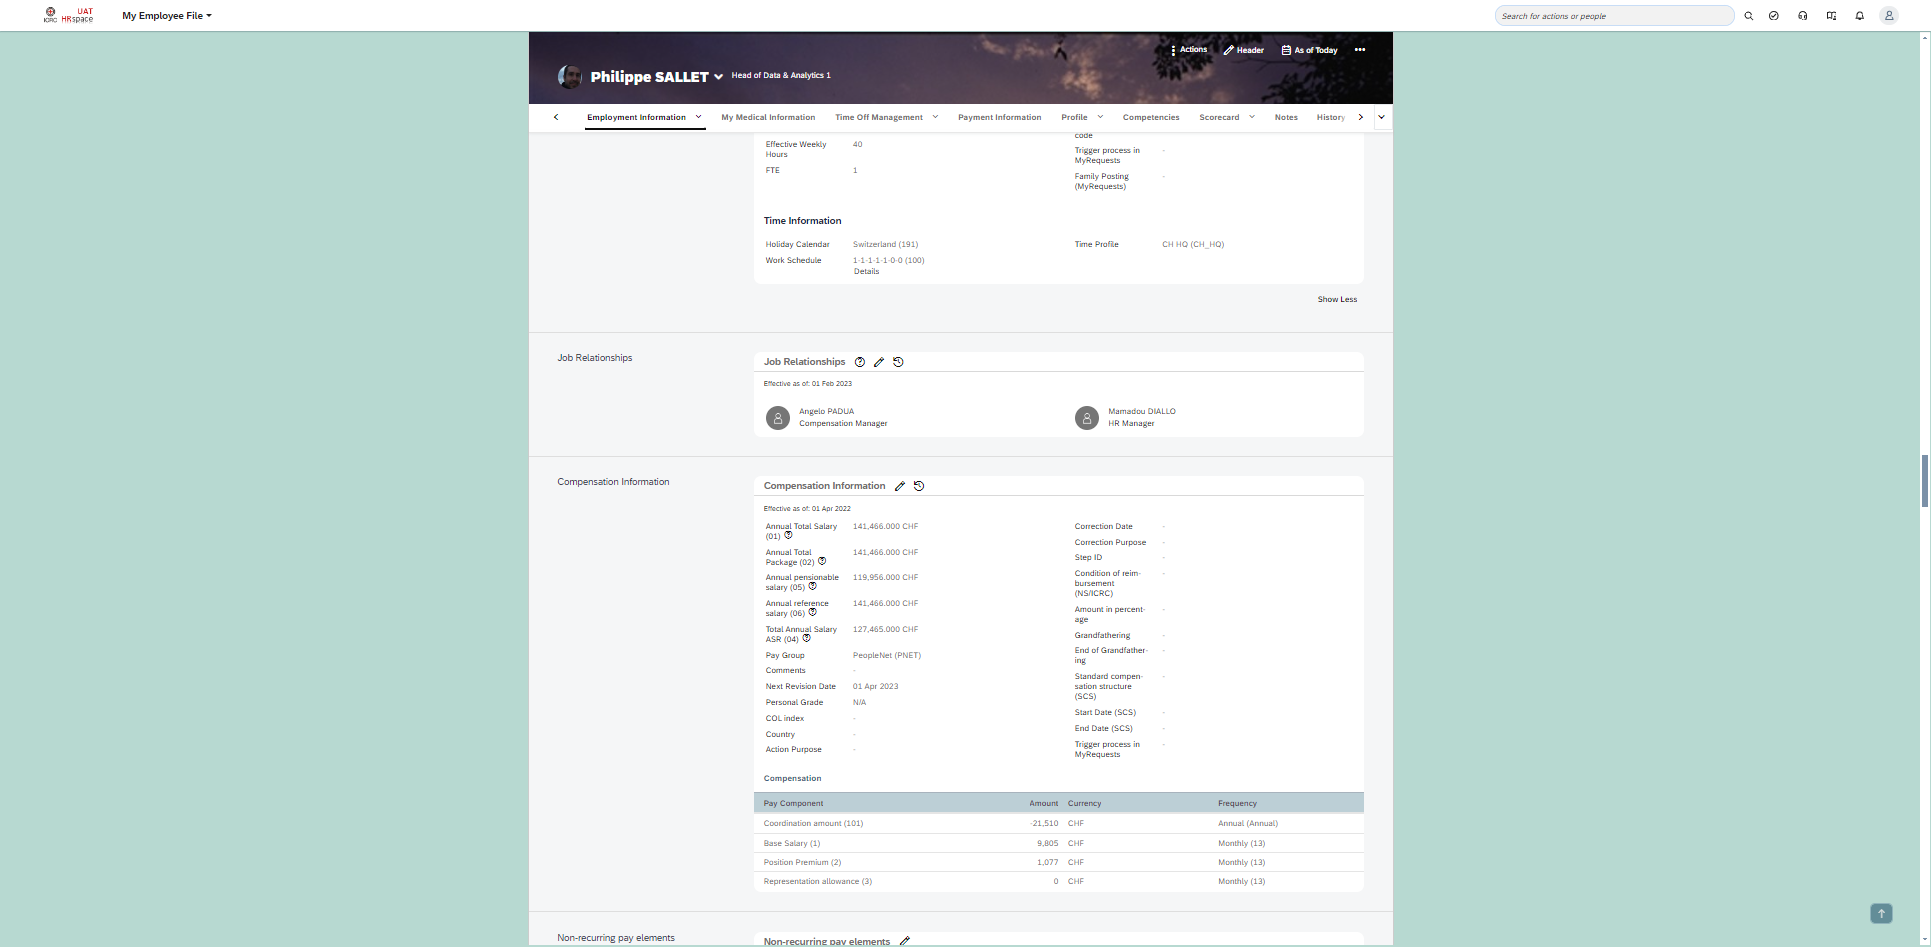 ICRC UAT HRspace
My Employee File
Search for actions or people
Actions
Header
As of Today
Philippe SALLET
Head of Data & Analytics 1
Employment Information
My Medical Information
Time Off Management
Payment Information
Profile
Competencies
Scorecard
Notes
History
code
Effective Weekly
Hours
40
Trigger process in
MyRequests
-
FTE
1
Family Posting
(MyRequests)
-
Time Information
Holiday Calendar
Switzerland (191)
Time Profile
CH HQ (CH_HQ)
Work Schedule
1-1-1-1-1-0-0 (100)
Details
Show Less
Job Relationships
Job Relationships
Effective as of: 01 Feb 2023
Angelo PADUA
Compensation Manager
Mamadou DIALLO
HR Manager
Compensation Information
Compensation Information
Effective as of: 01 Apr 2022
Annual Total Salary
(01)
141,466.000 CHF
Annual Total
Package (02)
141,466.000 CHF
Annual pensionable
salary (05)
119,956.000 CHF
Annual reference
salary (06)
141,466.000 CHF
Total Annual Salary
ASR (04)
127,465.000 CHF
Pay Group
PeopleNet (PNET)
Comments
-
Next Revision Date
01 Apr 2023
Personal Grade
N/A
COL index
-
Country
-
Action Purpose
-
Correction Date
-
Correction Purpose
-
Step ID
-
Condition of reim-
bursement
(NS/ICRC)
-
Amount in percent-
age
-
Grandfathering
-
End of Grandfather-
ing
-
Standard compen-
sation structure
(SCS)
-
Start Date (SCS)
-
End Date (SCS)
-
Trigger process in
MyRequests
-
Compensation
Pay Component Amount Currency Frequency
Coordination amount (101) -21,510 CHF Annual (Annual)
Base Salary (1) 9,805 CHF Monthly (13)
Position Premium (2) 1,077 CHF Monthly (13)
Representation allowance (3) 0 CHF Monthly (13)
Non-recurring pay elements
Non-recurring pay elements